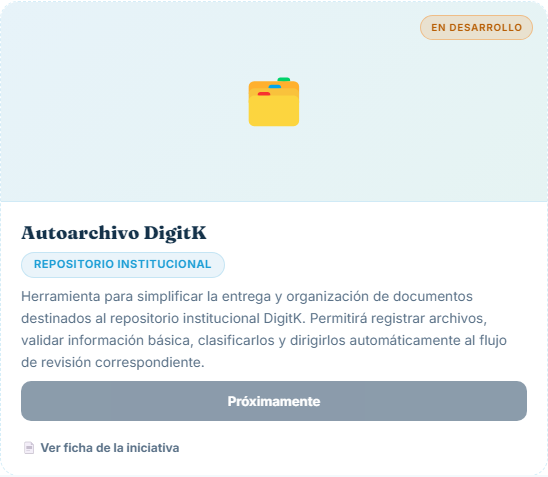 EN DESARROLLO
Autoarchivo DigitK
REPOSITORIO INSTITUCIONAL
Herramienta para simplificar la entrega y organización de documentos
destinados al repositorio institucional DigitK. Permitirá registrar archivos,
validar información básica, clasificarlos y dirigirlos automáticamente al flujo
de revisión correspondiente.
Próximamente
Ver ficha de la iniciativa